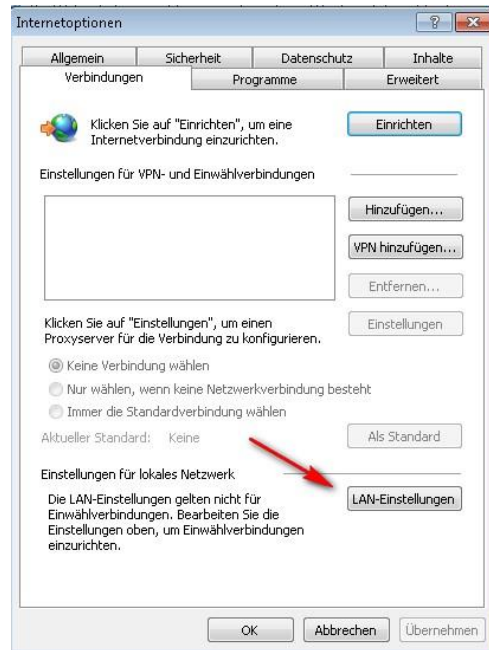 Internetoptionen
Allgemein Sicherheit Datenschutz Inhalte
Verbindungen Programme Erweitert
Klicken Sie auf "Einrichten", um eine
Internetverbindung einzurichten.
Einrichten
Einstellungen für VPN- und Einwählverbindungen
Hinzufügen...
VPN hinzufügen...
Entfernen...
Klicken Sie auf "Einstellungen", um einen
Proxyserver für die Verbindung zu konfigurieren.
Einstellungen
Keine Verbindung wählen
Nur wählen, wenn keine Netzwerkverbindung besteht
Immer die Standardverbindung wählen
Aktueller Standard: Keine
Als Standard
Einstellungen für lokales Netzwerk
Die LAN-Einstellungen gelten nicht für
Einwählverbindungen. Bearbeiten Sie die
Einstellungen oben, um Einwählverbindungen
einzurichten.
LAN-Einstellungen
OK Abbrechen Übernehmen